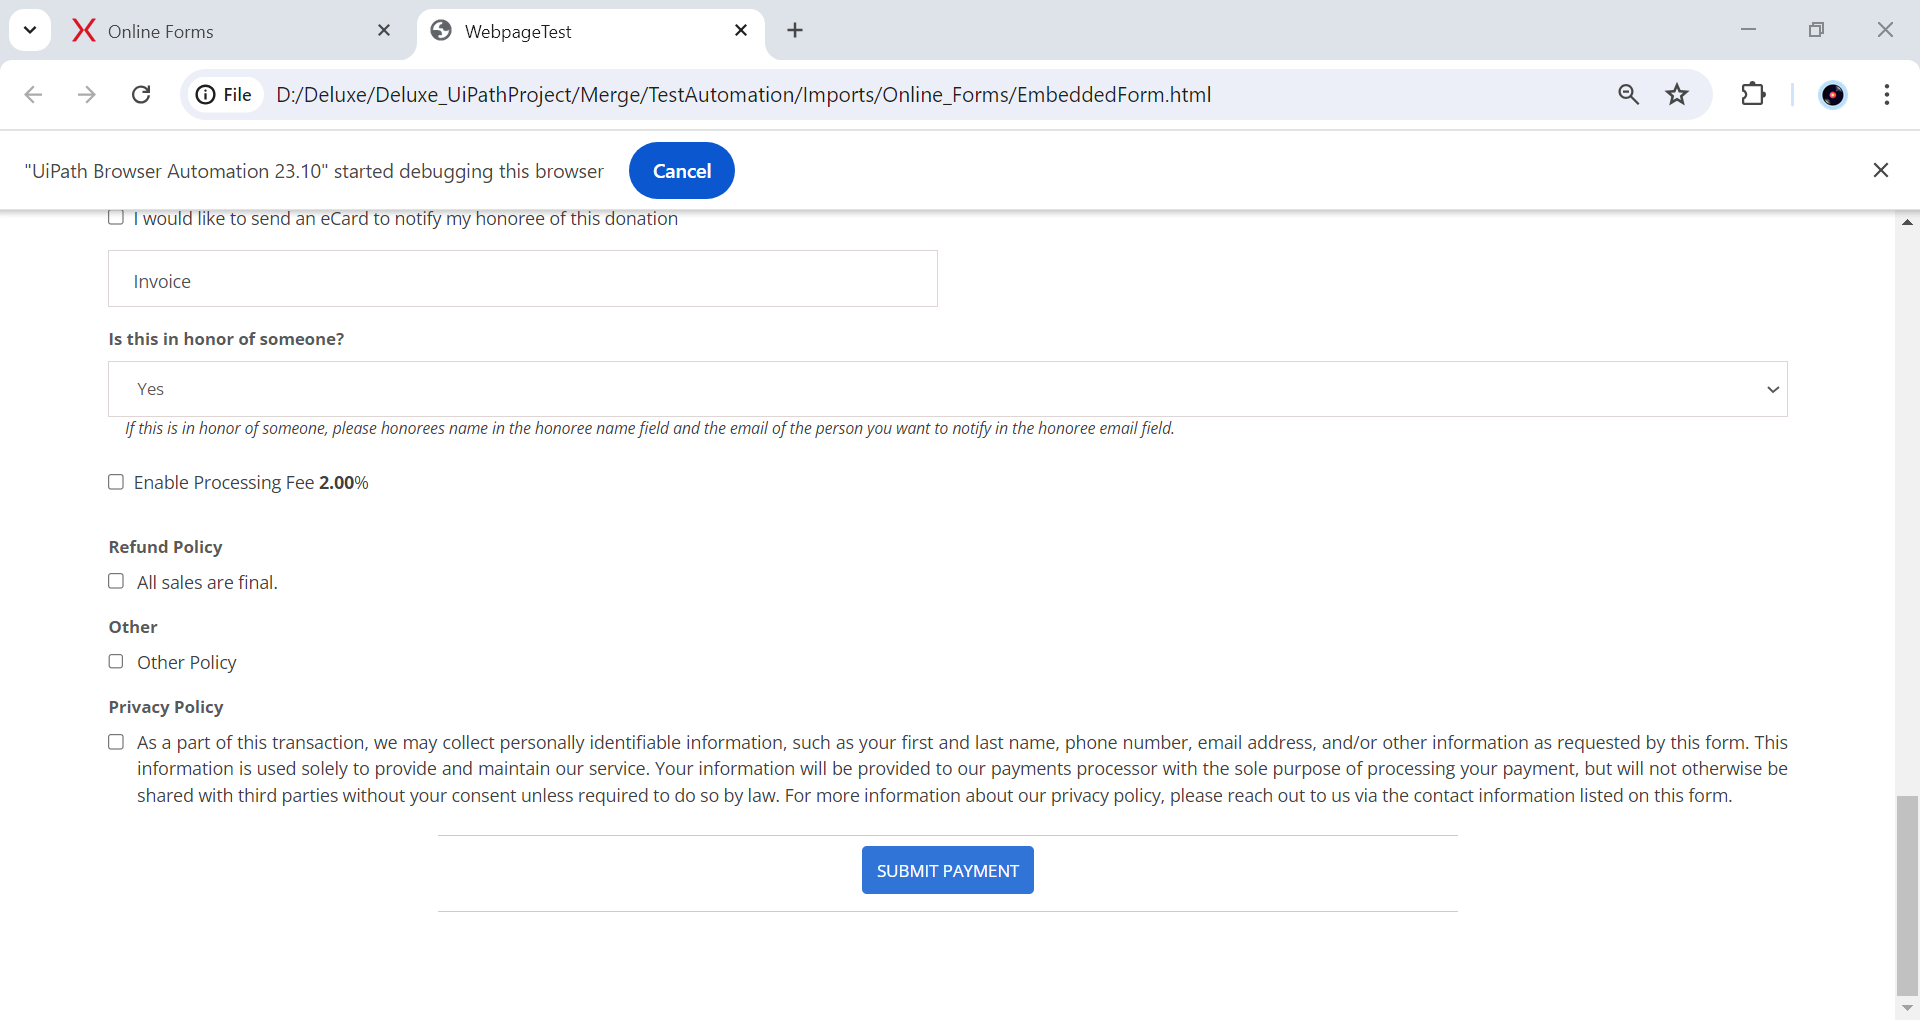 Online Forms
WebpageTest
File
D:/Deluxe/Deluxe_UiPathProject/Merge/TestAutomation/Imports/Online_Forms/EmbeddedForm.html
"UiPath Browser Automation 23.10" started debugging this browser
Cancel
I would like to send an eCard to notify my honoree of this donation
Invoice
Is this in honor of someone?
Yes
If this is in honor of someone, please honorees name in the honoree name field and the email of the person you want to notify in the honoree email field.
Enable Processing Fee 2.00%
Refund Policy
All sales are final.
Other
Other Policy
Privacy Policy
As a part of this transaction, we may collect personally identifiable information, such as your first and last name, phone number, email address, and/or other information as requested by this form. This
information is used solely to provide and maintain our service. Your information will be provided to our payments processor with the sole purpose of processing your payment, but will not otherwise be
shared with third parties without your consent unless required to do so by law. For more information about our privacy policy, please reach out to us via the contact information listed on this form.
SUBMIT PAYMENT